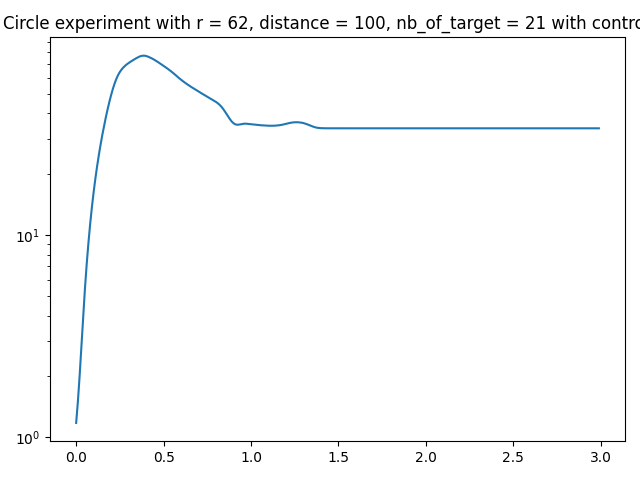 Circle experiment with r = 62, distance = 100, nb_of_target = 21 with contro
10¹
10⁰
0.0 0.5 1.0 1.5 2.0 2.5 3.0